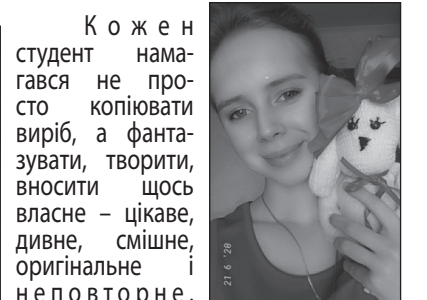 Кожен
студент нама-
гався не про-
сто копіювати
виріб, а фанта-
зувати, творити,
вносити щось
власне – цікаве,
дивне, смішне,
оригінальне і
неповторне.
21 6 '20